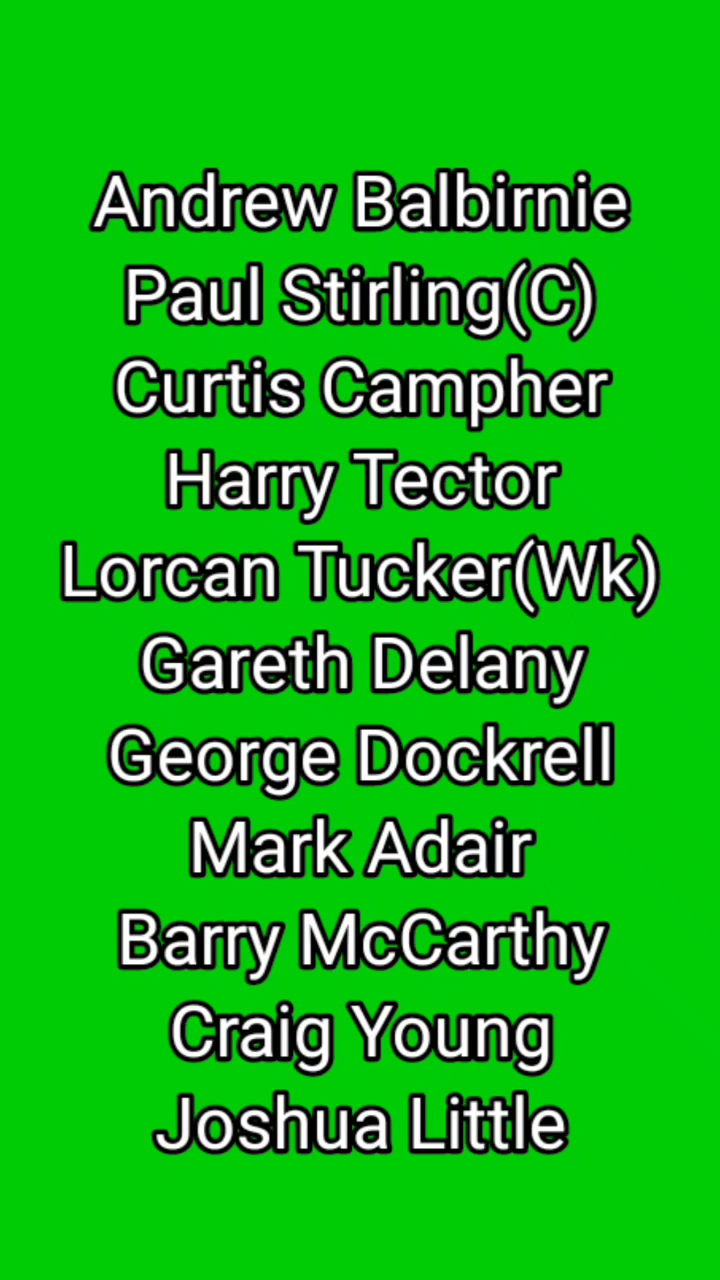 Andrew Balbirnie
Paul Stirling(C)
Curtis Campher
Harry Tector
Lorcan Tucker(Wk)
Gareth Delany
George Dockrell
Mark Adair
Barry McCarthy
Craig Young
Joshua Little